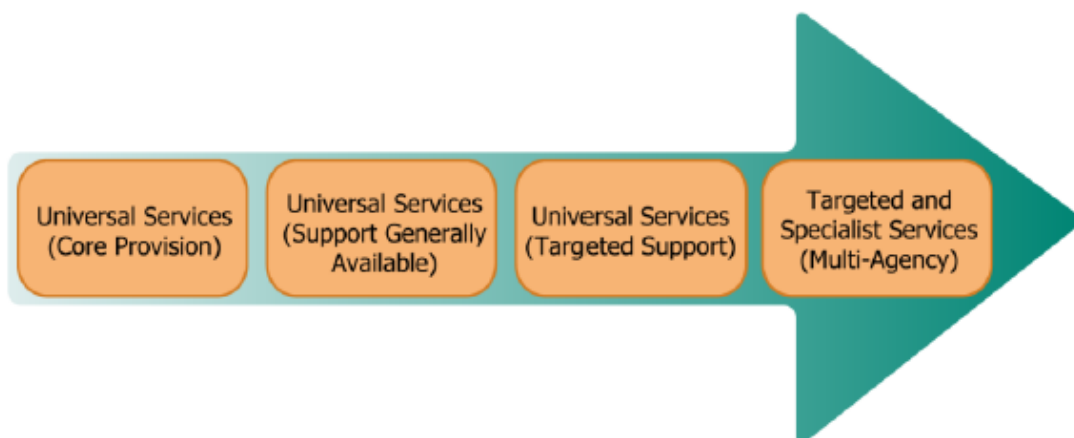 Universal Services
(Core Provision)
Universal Services
(Support Generally
Available)
Universal Services
(Targeted Support)
Targeted and
Specialist Services
(Multi-Agency)